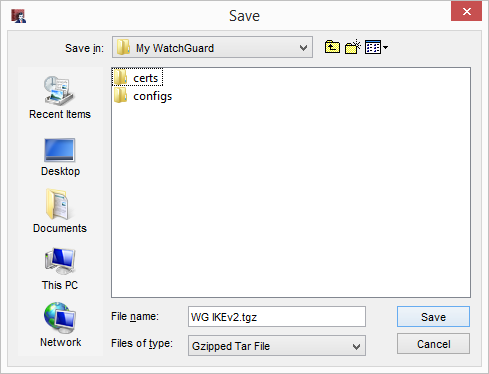 Save
Save in: My WatchGuard
certs
configs
Recent Items
Desktop
Documents
This PC
Network
File name: WG IKEv2.tgz Save
Files of type: Gzipped Tar File Cancel